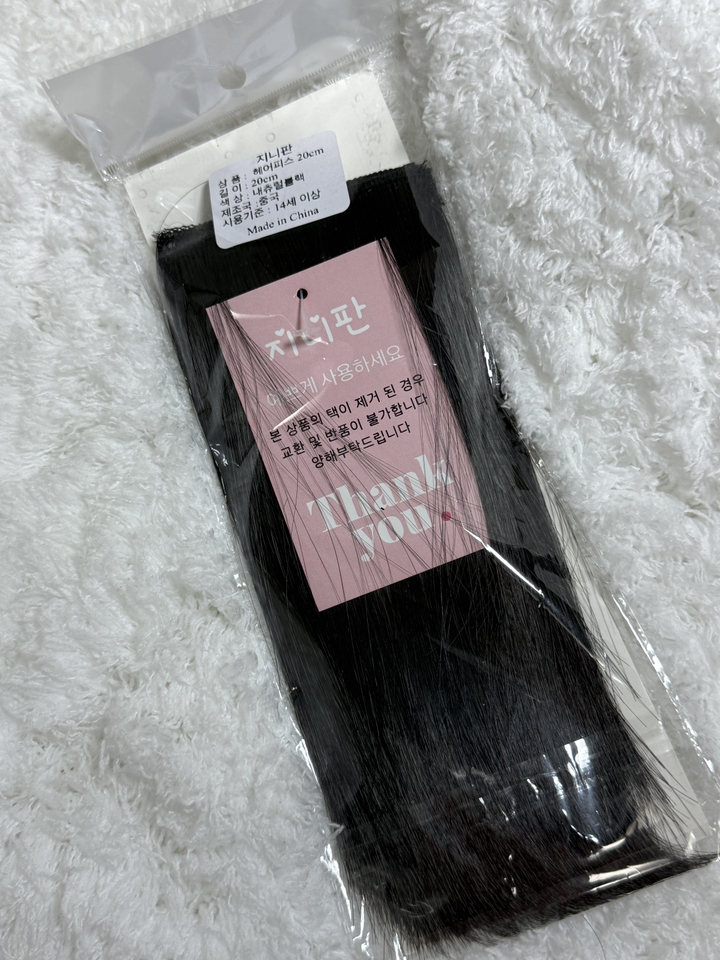 지니판
상 품 : 헤어피스 20cm
길 이 : 20cm
색 상 : 내츄럴블랙
제조국 : 중국
사용기준 : 14세 이상
Made in China
지니판
이쁘게 사용하세요
본 상품의 택이 제거 된 경우
교환 및 반품이 불가합니다
양해부탁드립니다
Thank
you